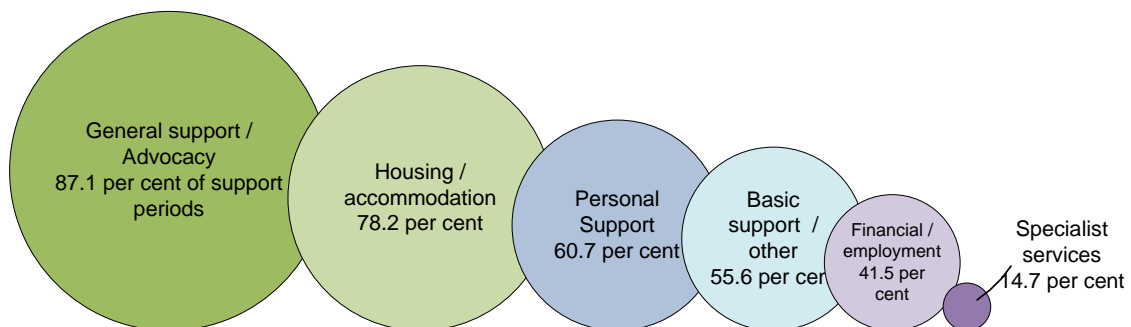 General support /
Advocacy
87.1 per cent of support
periods
Housing /
accommodation
78.2 per cent
Personal
Support
60.7 per cent
Basic
support /
other
55.6 per cent
Financial /
employment
41.5 per
cent
Specialist
services
14.7 per cent